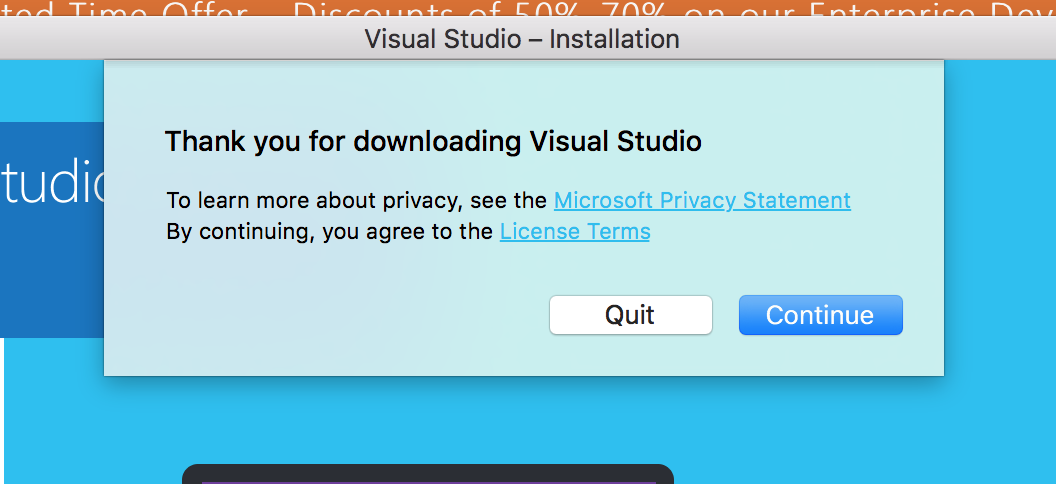 ted Time Offer Discounts of 50%-70% on our Enterprise Dev
Visual Studio – Installation
tudio
Thank you for downloading Visual Studio
To learn more about privacy, see the Microsoft Privacy Statement
By continuing, you agree to the License Terms
Quit Continue